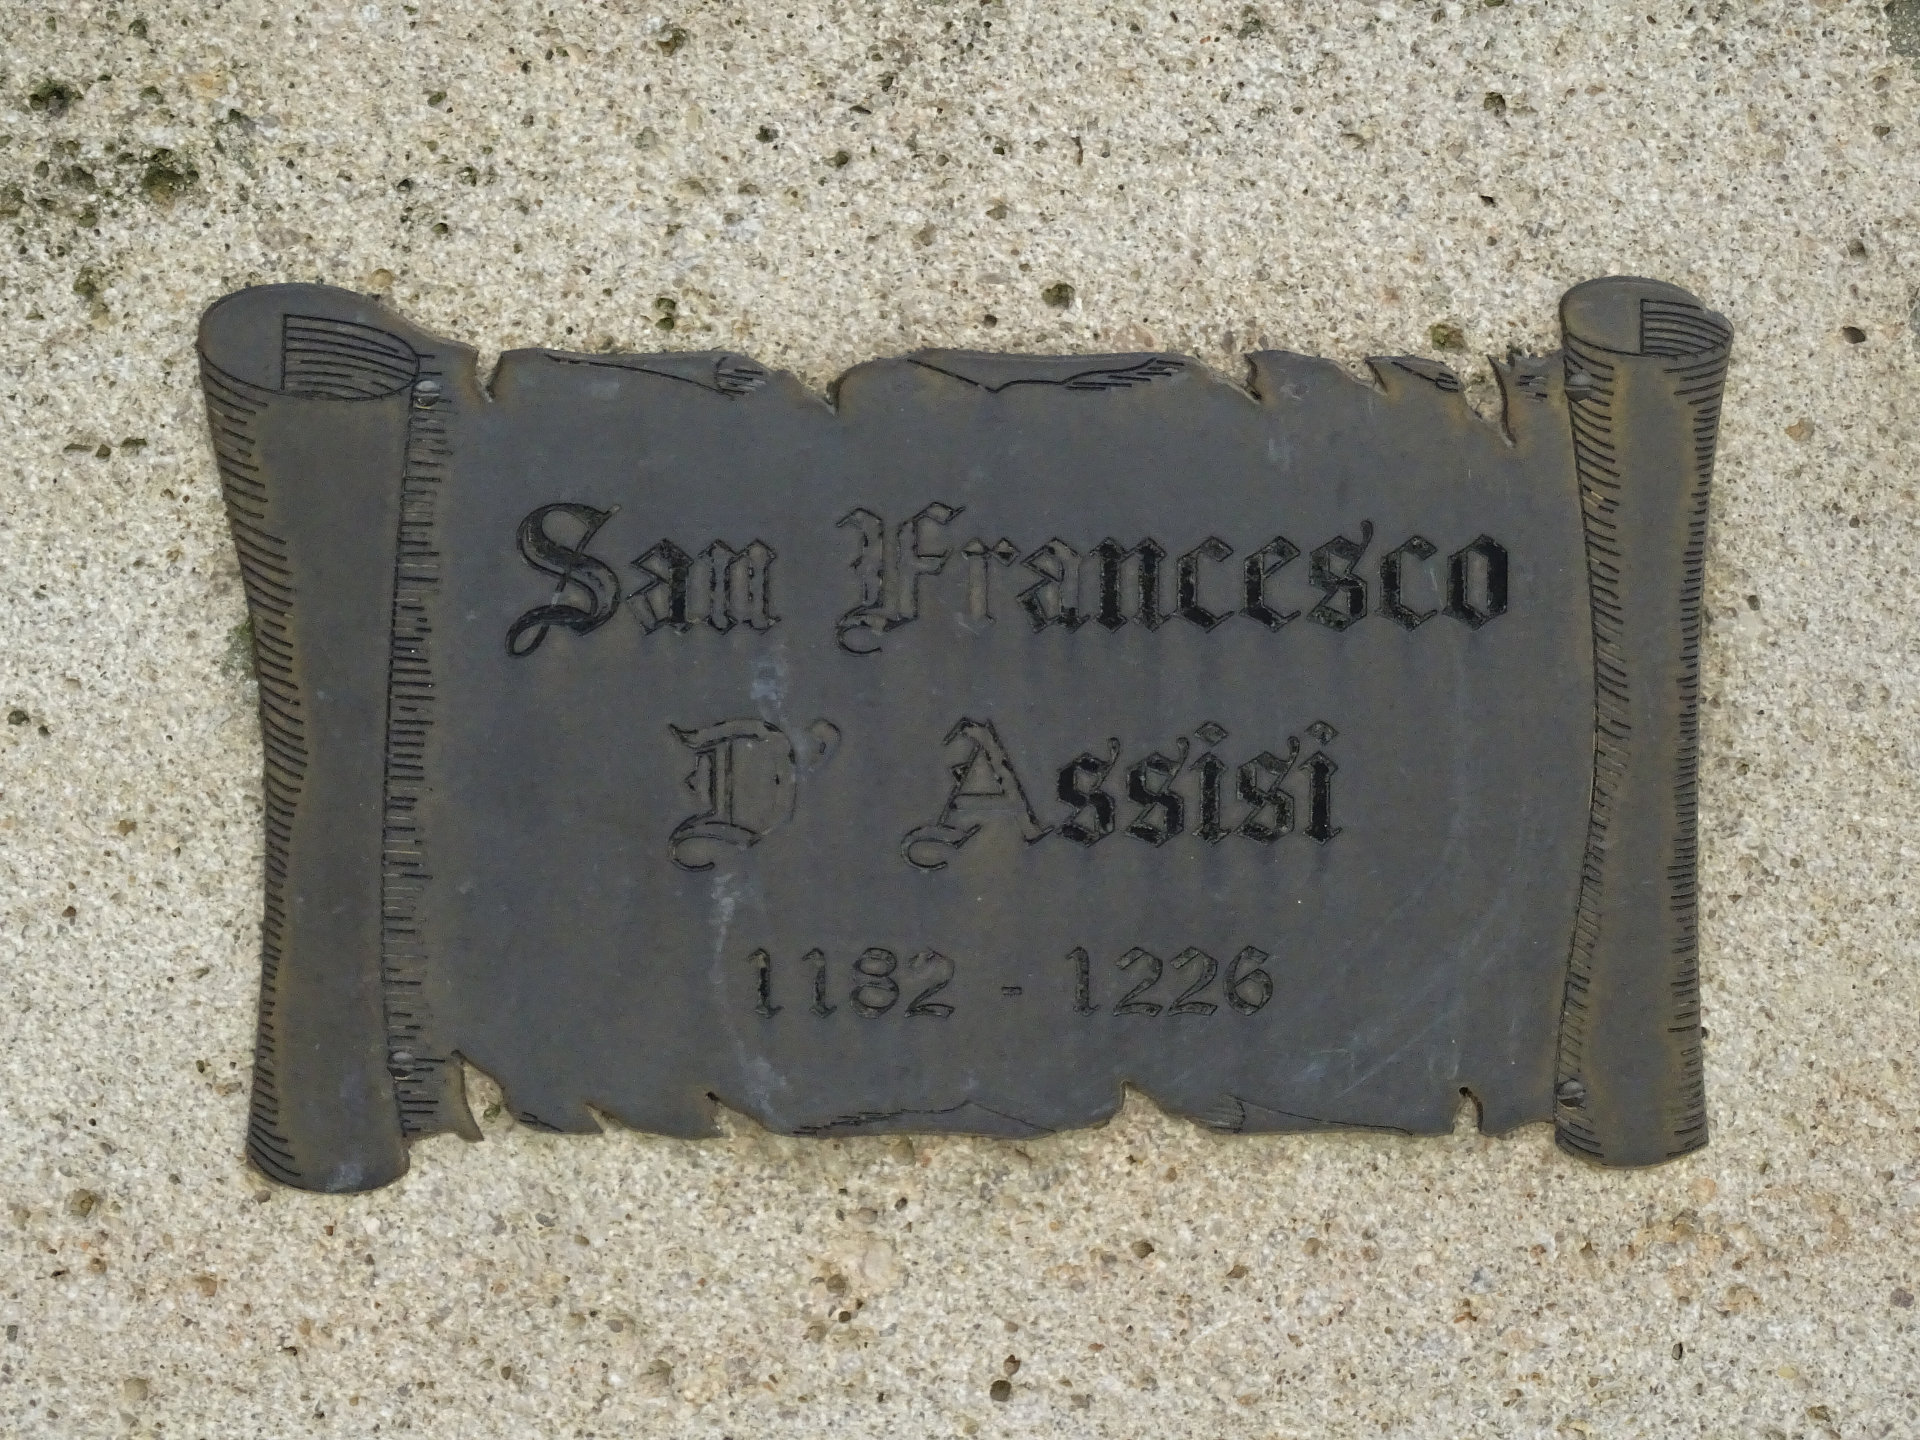 San Francesco
D' Assisi
1182 - 1226